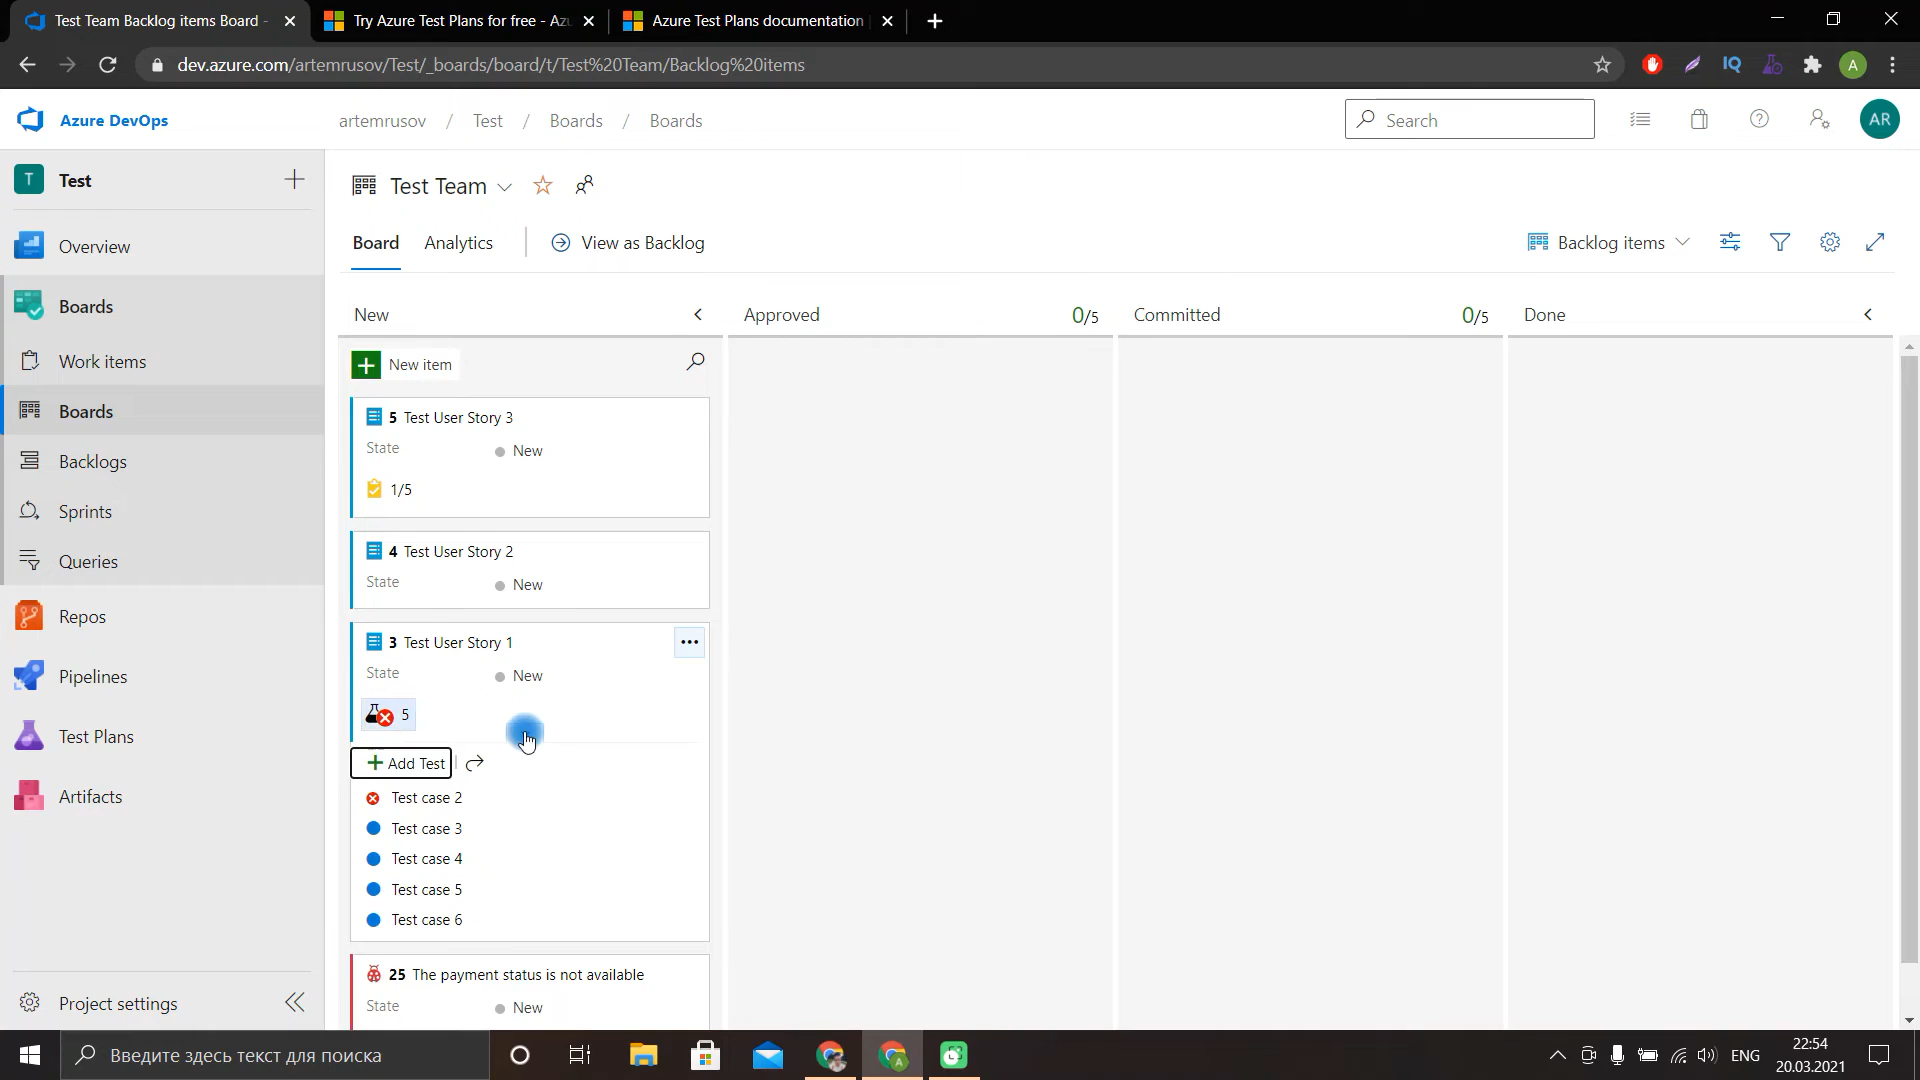 Test Team Backlog items Board -
Try Azure Test Plans for free - Az
Azure Test Plans documentation
dev.azure.com/artemrusov/Test/_boards/board/t/Test%20Team/Backlog%20items
IQ
A
Azure DevOps
artemrusov / Test / Boards / Boards
Search
AR
T
Test
Overview
Boards
Work items
Boards
Backlogs
Sprints
Queries
Repos
Pipelines
Test Plans
Artifacts
Project settings
Test Team
Board
Analytics
View as Backlog
Backlog items
New
Approved
0/5
Committed
0/5
Done
New item
5 Test User Story 3
State
New
1/5
4 Test User Story 2
State
New
3 Test User Story 1
State
New
5
Add Test
Test case 2
Test case 3
Test case 4
Test case 5
Test case 6
25 The payment status is not available
State
New
Введите здесь текст для поиска
A
ENG
22:54
20.03.2021